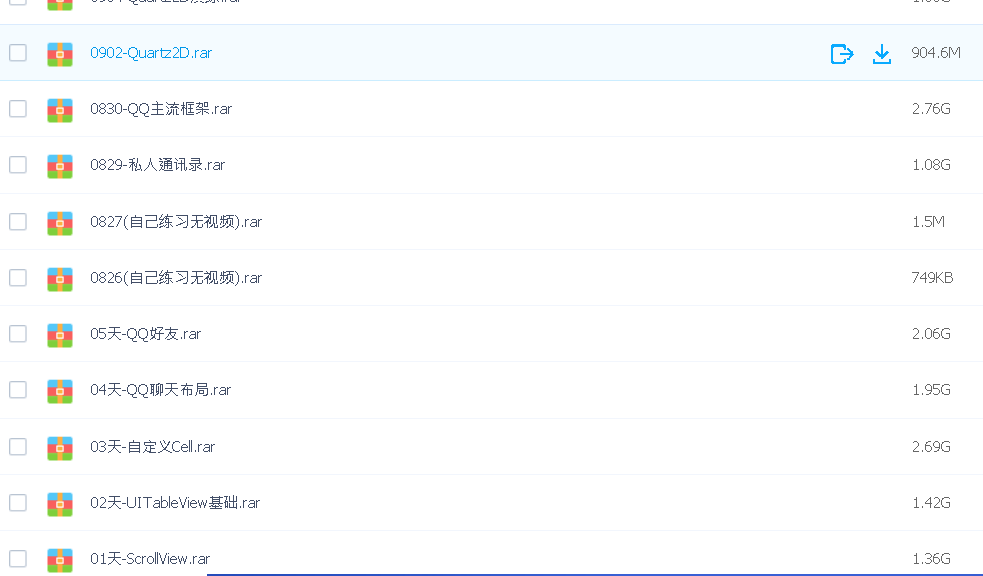 0902-Quartz2D.rar 904.6M
0830-QQ主流框架.rar 2.76G
0829-私人通讯录.rar 1.08G
0827(自己练习无视频).rar 1.5M
0826(自己练习无视频).rar 749KB
05天-QQ好友.rar 2.06G
04天-QQ聊天布局.rar 1.95G
03天-自定义Cell.rar 2.69G
02天-UITableView基础.rar 1.42G
01天-ScrollView.rar 1.36G